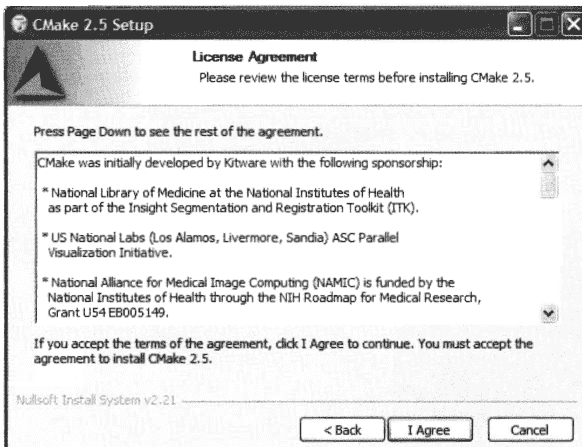 CMake 2.5 Setup
License Agreement
Please review the license terms before installing CMake 2.5.
Press Page Down to see the rest of the agreement.
CMake was initially developed by Kitware with the following sponsorship:
* National Library of Medicine at the National Institutes of Health
as part of the Insight Segmentation and Registration Toolkit (ITK).
* US National Labs (Los Alamos, Livermore, Sandia) ASC Parallel
Visualization Initiative.
* National Alliance for Medical Image Computing (NAMIC) is funded by the
National Institutes of Health through the NIH Roadmap for Medical Research,
Grant U54 EB005149.
If you accept the terms of the agreement, click I Agree to continue. You must accept the
agreement to install CMake 2.5.
Nullsoft Install System v2.21
< Back I Agree Cancel